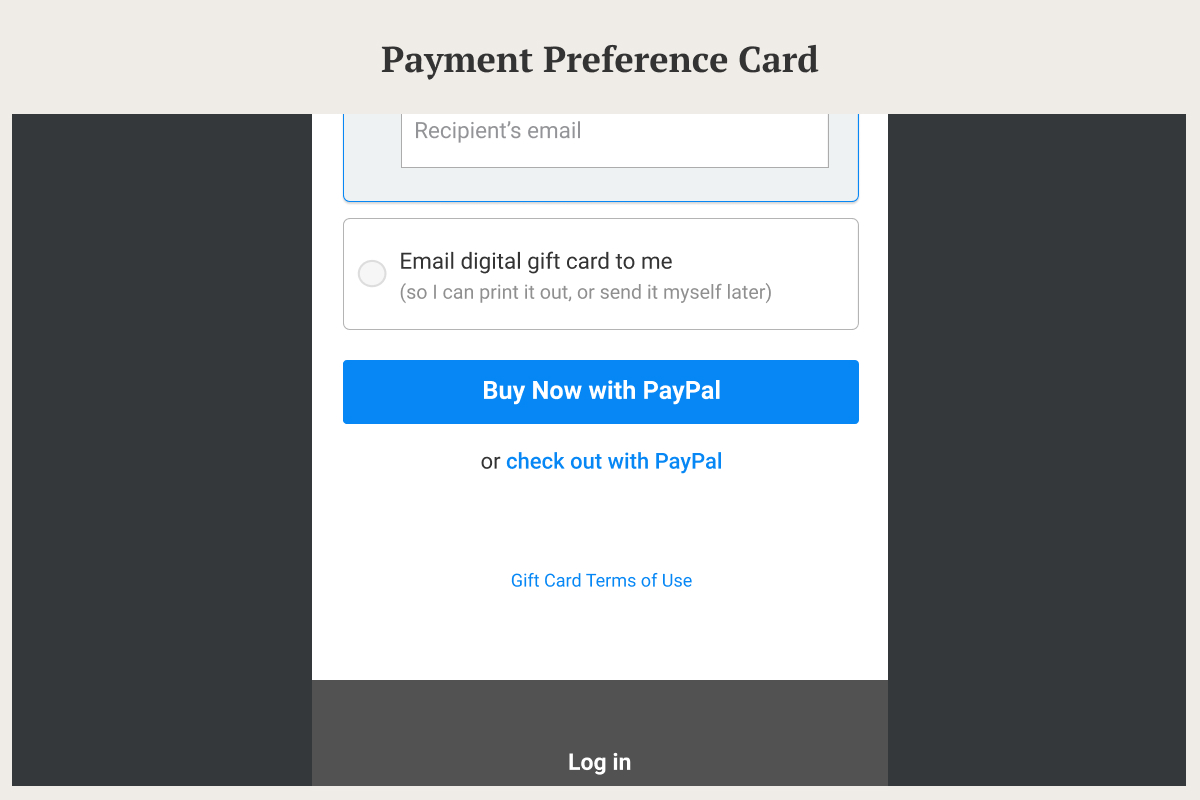 Payment Preference Card
Recipient’s email
Email digital gift card to me
(so I can print it out, or send it myself later)
Buy Now with PayPal
or check out with PayPal
Gift Card Terms of Use
Log in